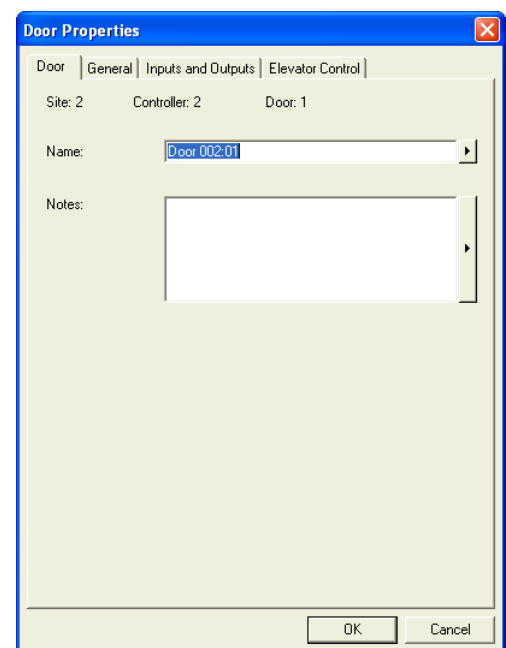 Door Properties
Door General Inputs and Outputs Elevator Control
Site: 2 Controller: 2 Door: 1
Name: Door 002:01
Notes:
OK Cancel